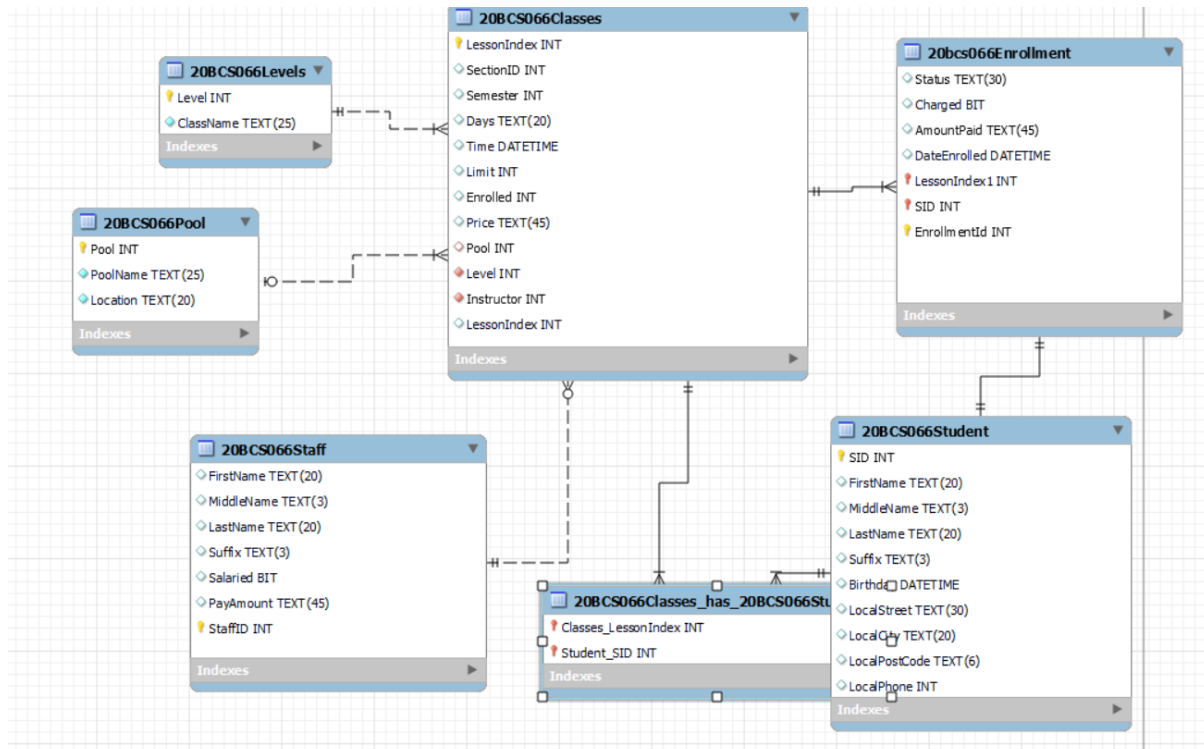 20BCS066Levels
Level INT
ClassName TEXT(25)
Indexes
20BCS066Pool
Pool INT
PoolName TEXT(25)
Location TEXT(20)
Indexes
20BCS066Classes
LessonIndex INT
SectionID INT
Semester INT
Days TEXT(20)
Time DATETIME
Limit INT
Enrolled INT
Price TEXT(45)
Pool INT
Level INT
Instructor INT
LessonIndex INT
Indexes
20bcs066Enrollment
Status TEXT(30)
Charged BIT
AmountPaid TEXT(45)
DateEnrolled DATETIME
LessonIndex1 INT
SID INT
EnrollmentId INT
Indexes
20BCS066Staff
FirstName TEXT(20)
MiddleName TEXT(3)
LastName TEXT(20)
Suffix TEXT(3)
Salaried BIT
PayAmount TEXT(45)
StaffID INT
Indexes
20BCS066Classes_has_20BCS066Stu
Classes_LessonIndex INT
Student_SID INT
Indexes
20BCS066Student
SID INT
FirstName TEXT(20)
MiddleName TEXT(3)
LastName TEXT(20)
Suffix TEXT(3)
DATETIME
LocalStreet TEXT(30)
LocalCity TEXT(20)
LocalPostCode TEXT(6)
LocalPhone INT
Indexes